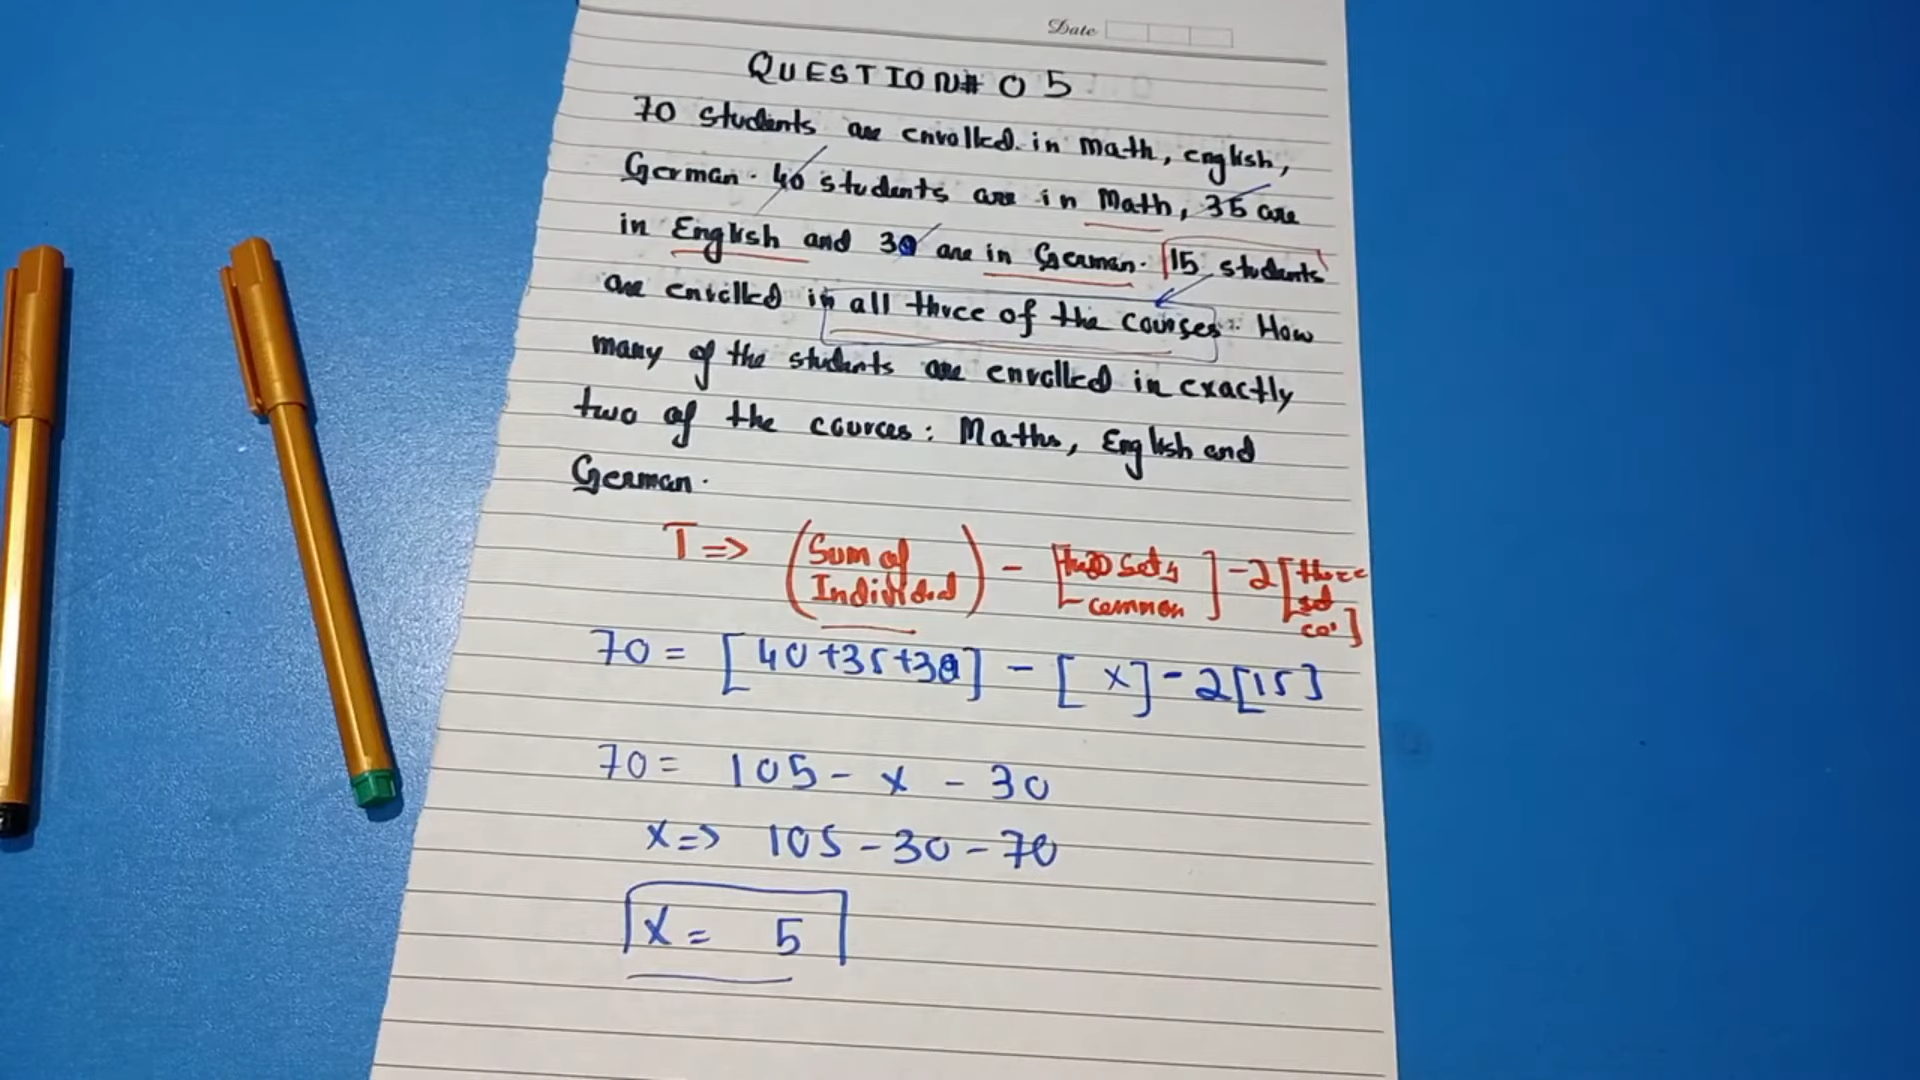 Date
QUESTION# 05
70 students are enrolled in Math, english,
German. 40 students are in Math, 35 are
in English and 30 are in German. 15 students
are enrolled in all three of the courses. How
many of the students are enrolled in exactly
two of the cources: Maths, English and
German.
T => (Sum of Individual) - [two sets common] - 2 [three set co.]
70 = [40+35+30] - [x] - 2[15]
70 = 105 - x - 30
x => 105 - 30 - 70
x = 5